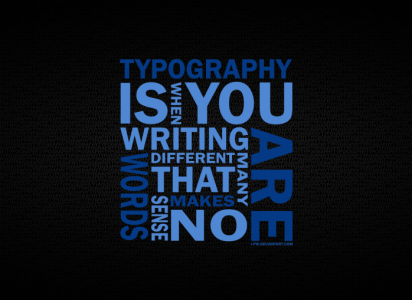 TYPOGRAPHY
IS WHEN YOU
ARE
WRITING
DIFFERENT
MANY
WORDS
THAT
MAKES
NO
SENSE